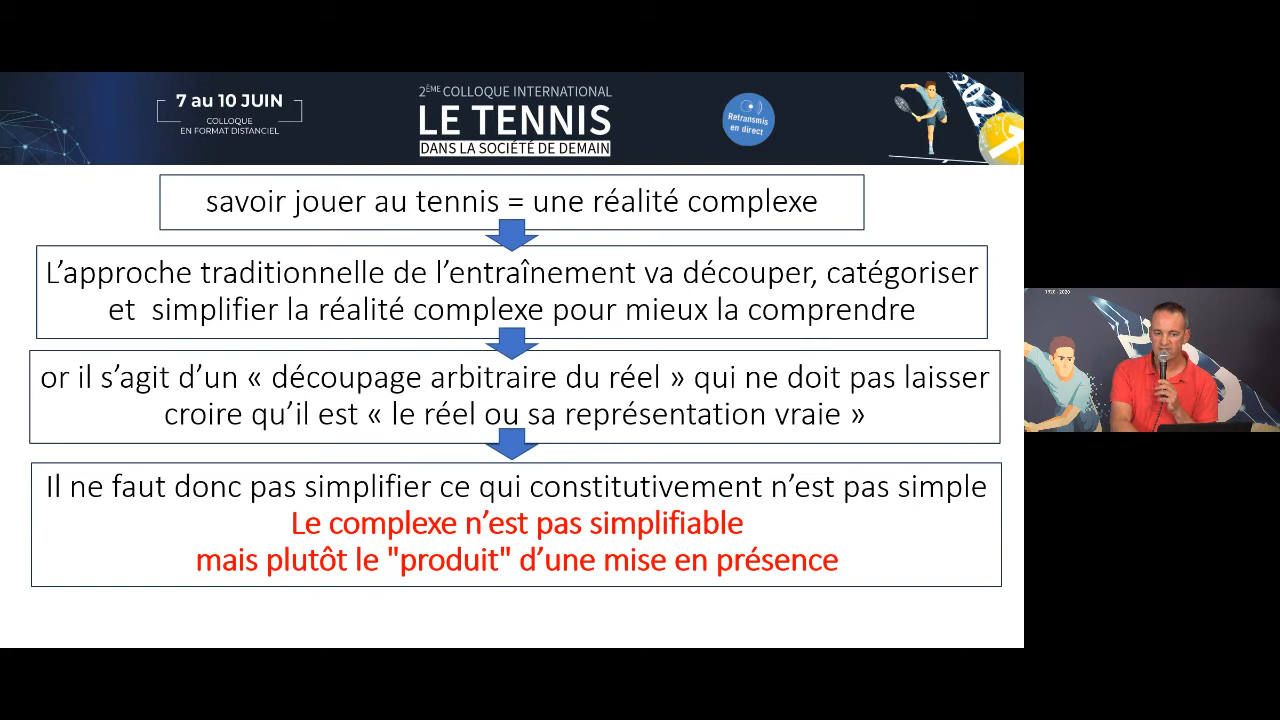 7 au 10 JUIN
COLLOQUE
EN FORMAT DISTANCIEL
2ÈME COLLOQUE INTERNATIONAL
LE TENNIS
DANS LA SOCIÉTÉ DE DEMAIN
Retransmis
en direct
2021
savoir jouer au tennis = une réalité complexe
L’approche traditionnelle de l’entraînement va découper, catégoriser
et simplifier la réalité complexe pour mieux la comprendre
or il s’agit d’un « découpage arbitraire du réel » qui ne doit pas laisser
croire qu’il est « le réel ou sa représentation vraie »
Il ne faut donc pas simplifier ce qui constitutivement n’est pas simple
Le complexe n’est pas simplifiable
mais plutôt le "produit" d’une mise en présence
1920 - 2020